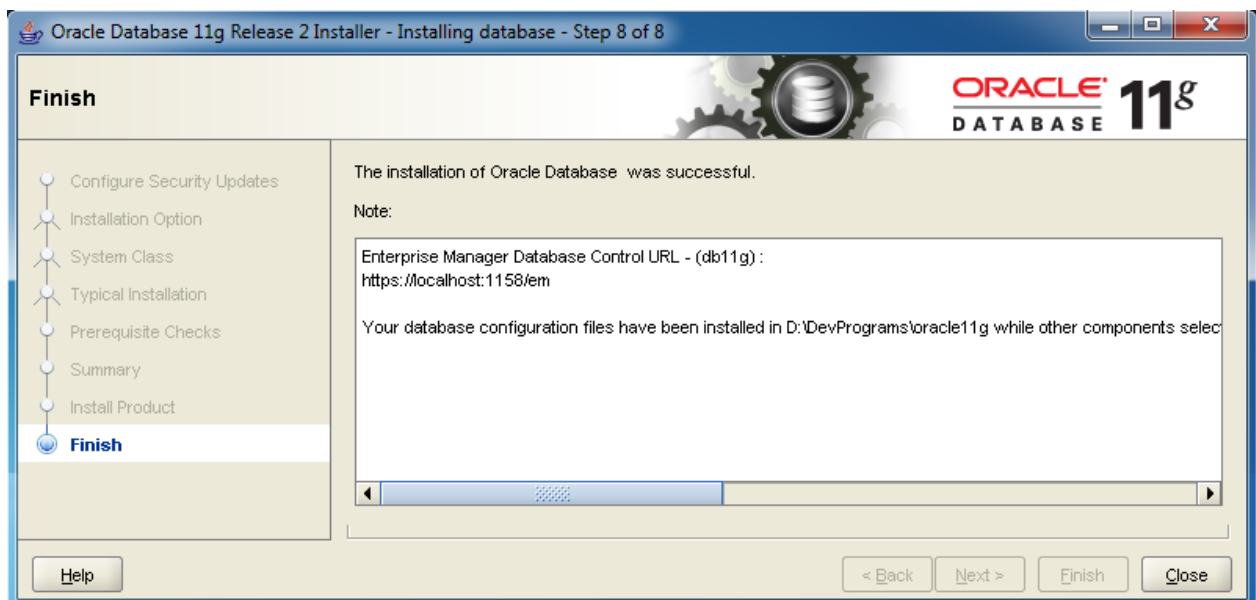 Oracle Database 11g Release 2 Installer - Installing database - Step 8 of 8
Finish
ORACLE
DATABASE
11g
Configure Security Updates
Installation Option
System Class
Typical Installation
Prerequisite Checks
Summary
Install Product
Finish
The installation of Oracle Database  was successful.
Note:
Enterprise Manager Database Control URL - (db11g) :
https://localhost:1158/em
Your database configuration files have been installed in D:\DevPrograms\oracle11g while other components selec
Help
< Back
Next >
Finish
Close